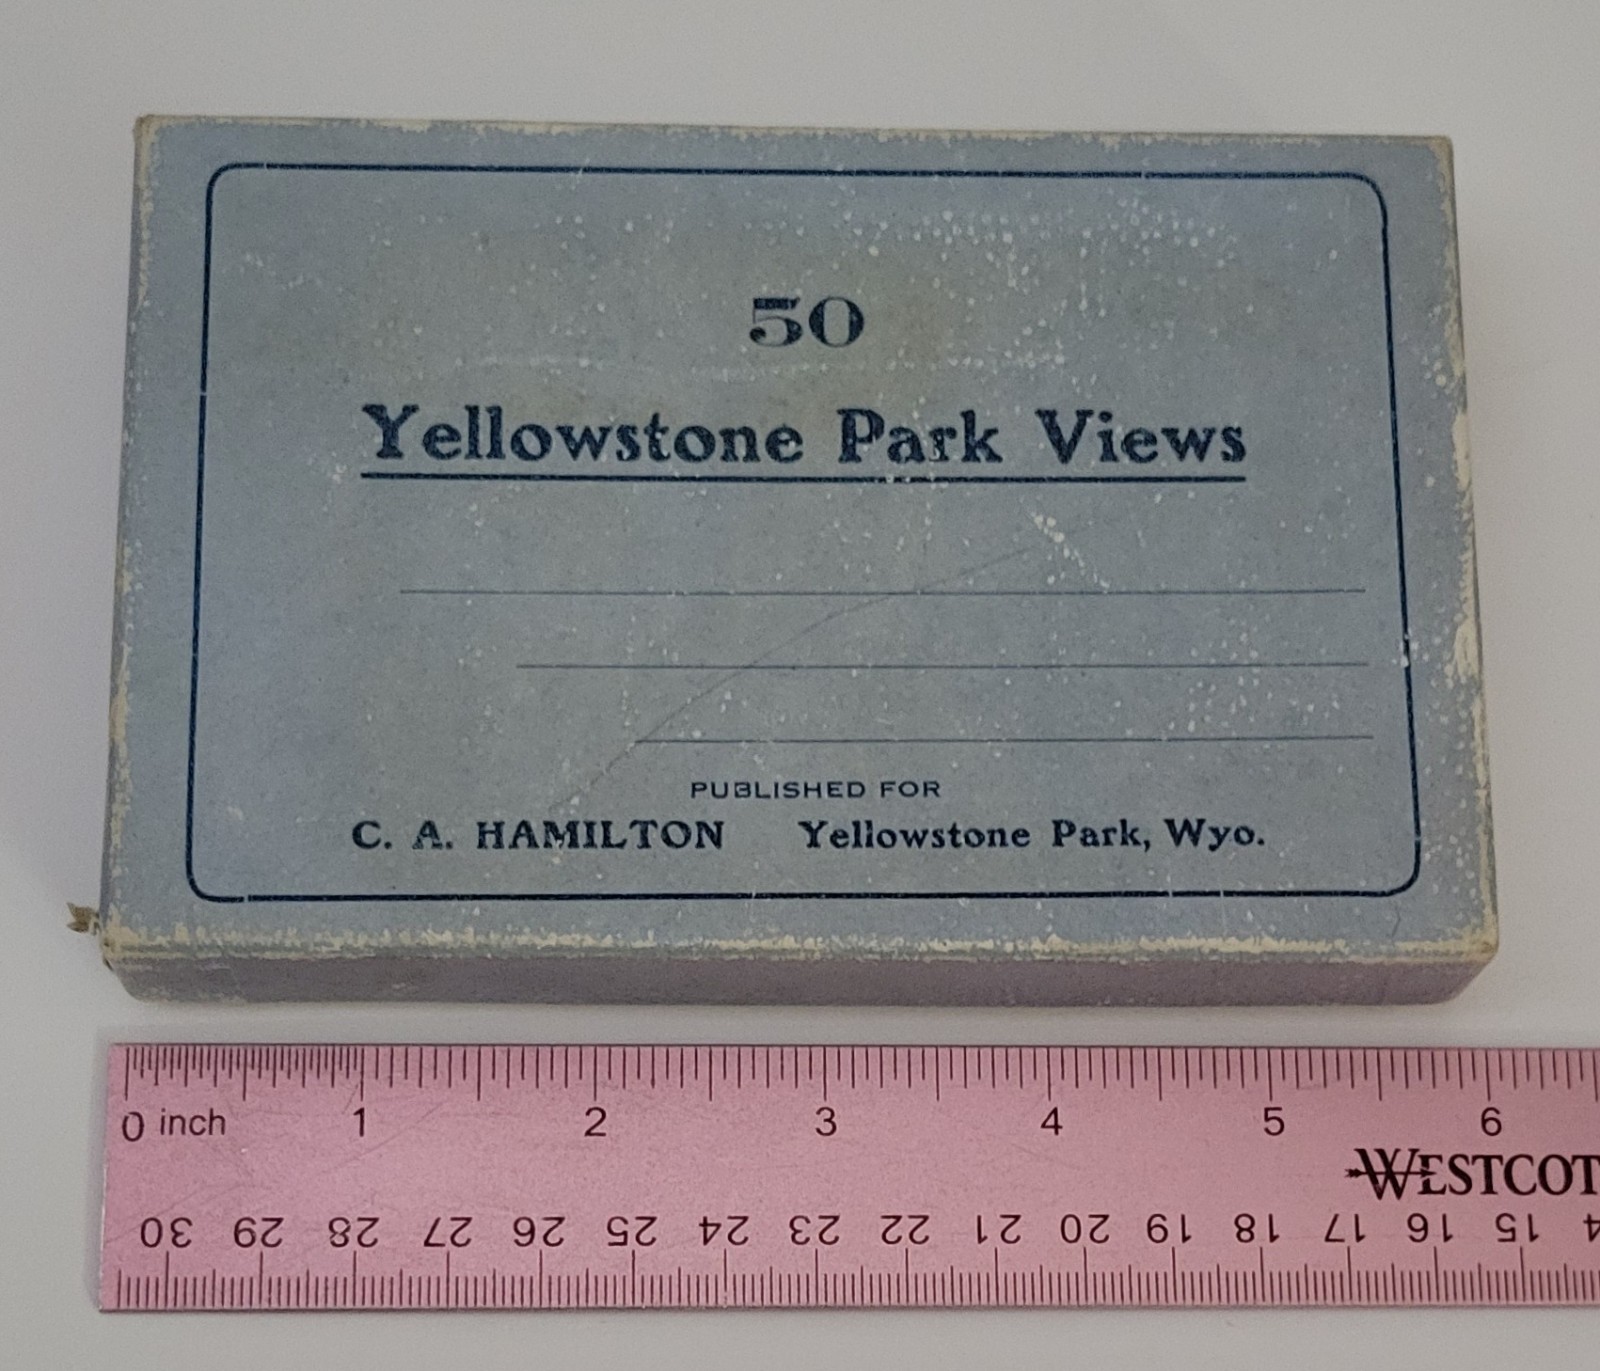 50
Yellowstone Park Views
PUBLISHED FOR
C. A. HAMILTON Yellowstone Park, Wyo.
0 inch 1 2 3 4 5 6
WESTCOT
30 29 28 27 26 25 24 23 22 21 20 19 18 17 16 15 4